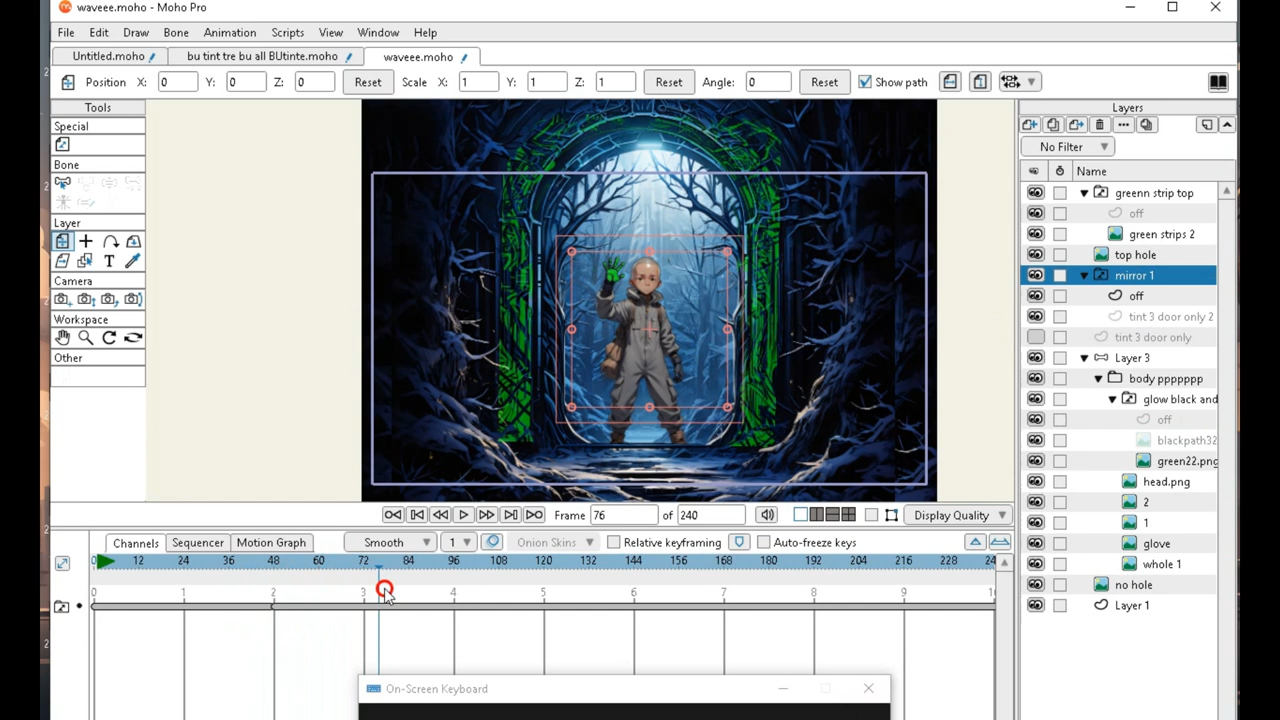 waveee.moho - Moho Pro
File Edit Draw Bone Animation Scripts View Window Help
Untitled.moho bu tint tre bu all BUtinte.moho waveee.moho
Position X: 0 Y: 0 Z: 0 Reset Scale X: 1 Y: 1 Z: 1 Reset Angle: 0 Reset Show path
Tools
Special
Bone
Layer
T
Camera
Workspace
Other
Layers
No Filter
Name
greenn strip top
off
green strips 2
top hole
mirror 1
off
tint 3 door only 2
tint 3 door only
Layer 3
body ppppppp
glow black and
off
blackpath32
green22.png
head.png
2
1
glove
whole 1
no hole
Layer 1
Frame 76 of 240 Display Quality
Channels Sequencer Motion Graph Smooth 1 Onion Skins Relative keyframing Auto-freeze keys
0 12 24 36 48 60 72 84 96 108 120 132 144 156 168 180 192 204 216 228 24
0 1 2 3 4 5 6 7 8 9 10
On-Screen Keyboard